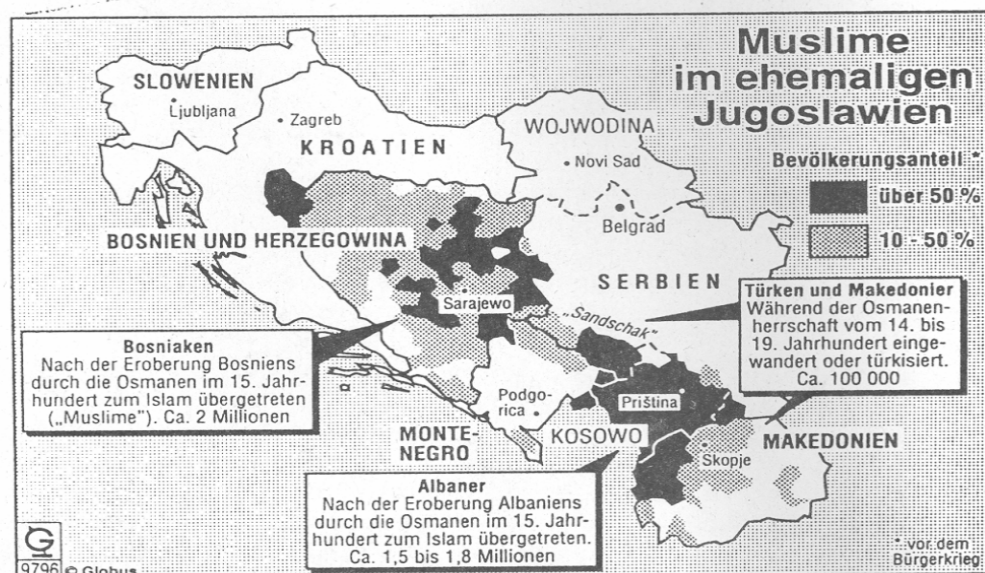 Muslime
im ehemaligen
Jugoslawien
Bevölkerungsanteil *
über 50 %
10 - 50 %
SLOWENIEN
Ljubljana
Zagreb
KROATIEN
WOJWODINA
Novi Sad
Belgrad
BOSNIEN UND HERZEGOWINA
SERBIEN
Sarajewo
„Sandschak"
Türken und Makedonier
Während der Osmanen-
herrschaft vom 14. bis
19. Jahrhundert einge-
wandert oder türkisiert.
Ca. 100 000
Bosniaken
Nach der Eroberung Bosniens
durch die Osmanen im 15. Jahr-
hundert zum Islam übergetreten
(„Muslime"). Ca. 2 Millionen
Podgo-
rica
Priština
MONTE-
NEGRO
KOSOWO
MAKEDONIEN
Skopje
Albaner
Nach der Eroberung Albaniens
durch die Osmanen im 15. Jahr-
hundert zum Islam übergetreten.
Ca. 1,5 bis 1,8 Millionen
* vor dem
Bürgerkrieg
9796 © Globus